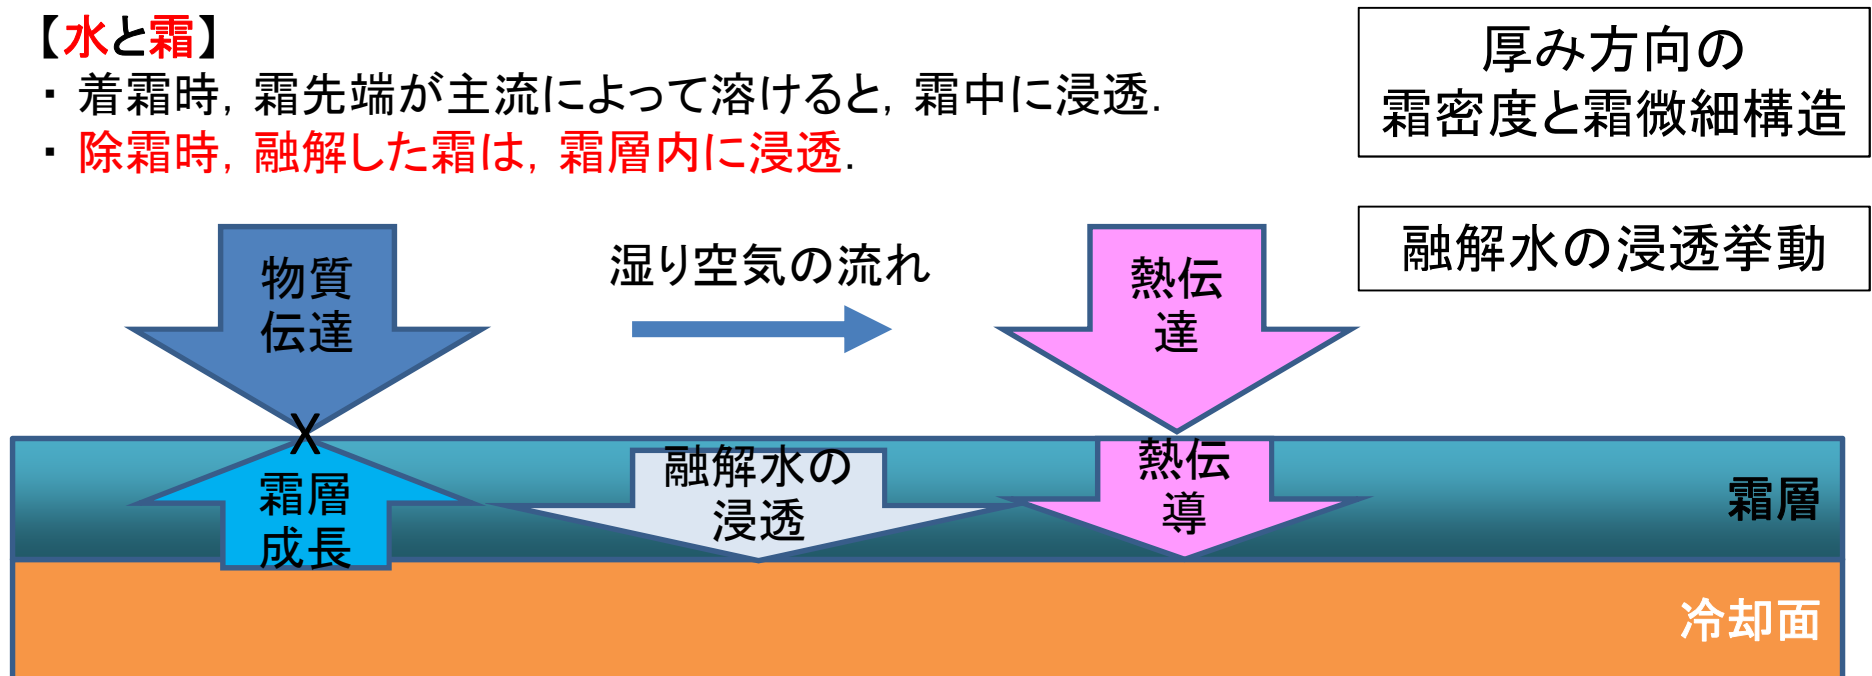 【水と霜】
・ 着霜時, 霜先端が主流によって溶けると, 霜中に浸透.
・ 除霜時, 融解した霜は, 霜層内に浸透.
厚み方向の
霜密度と霜微細構造
融解水の浸透挙動
物質
伝達
湿り空気の流れ
熱伝
達
X
霜層
成長
融解水の
浸透
熱伝
導
霜層
冷却面